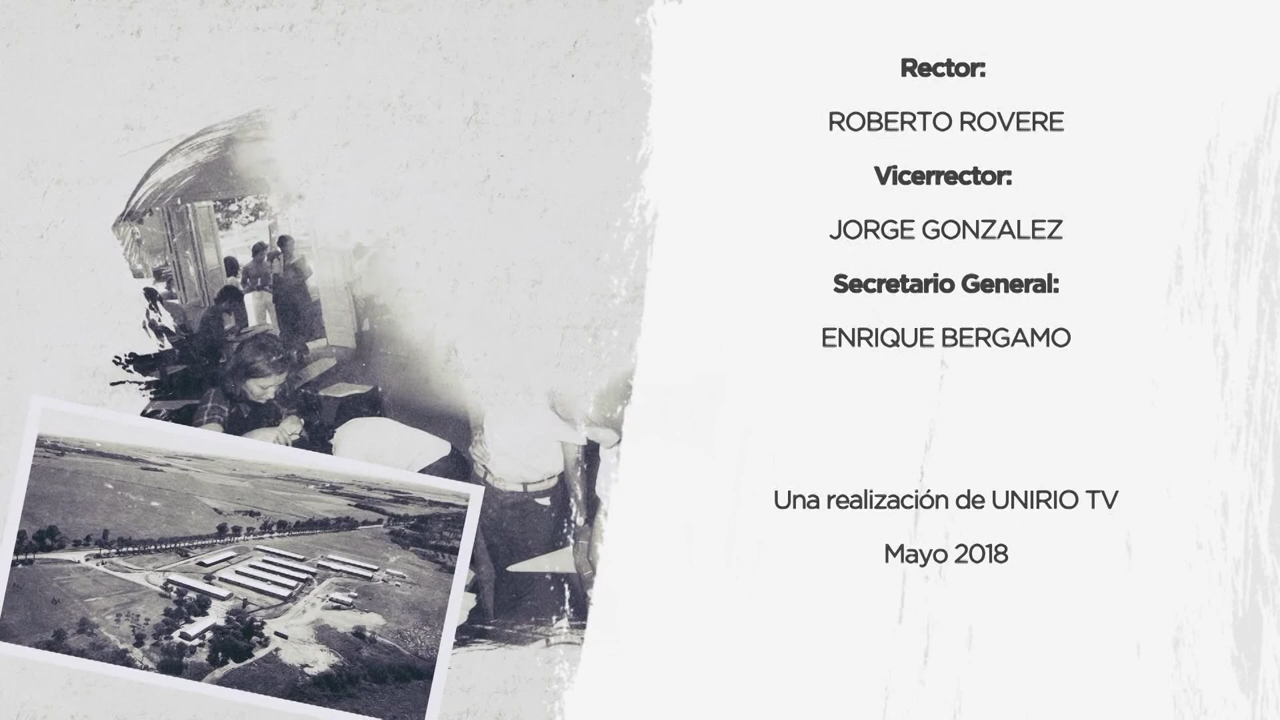 Rector:
ROBERTO ROVERE
Vicerrector:
JORGE GONZALEZ
Secretario General:
ENRIQUE BERGAMO
Una realización de UNIRIO TV
Mayo 2018